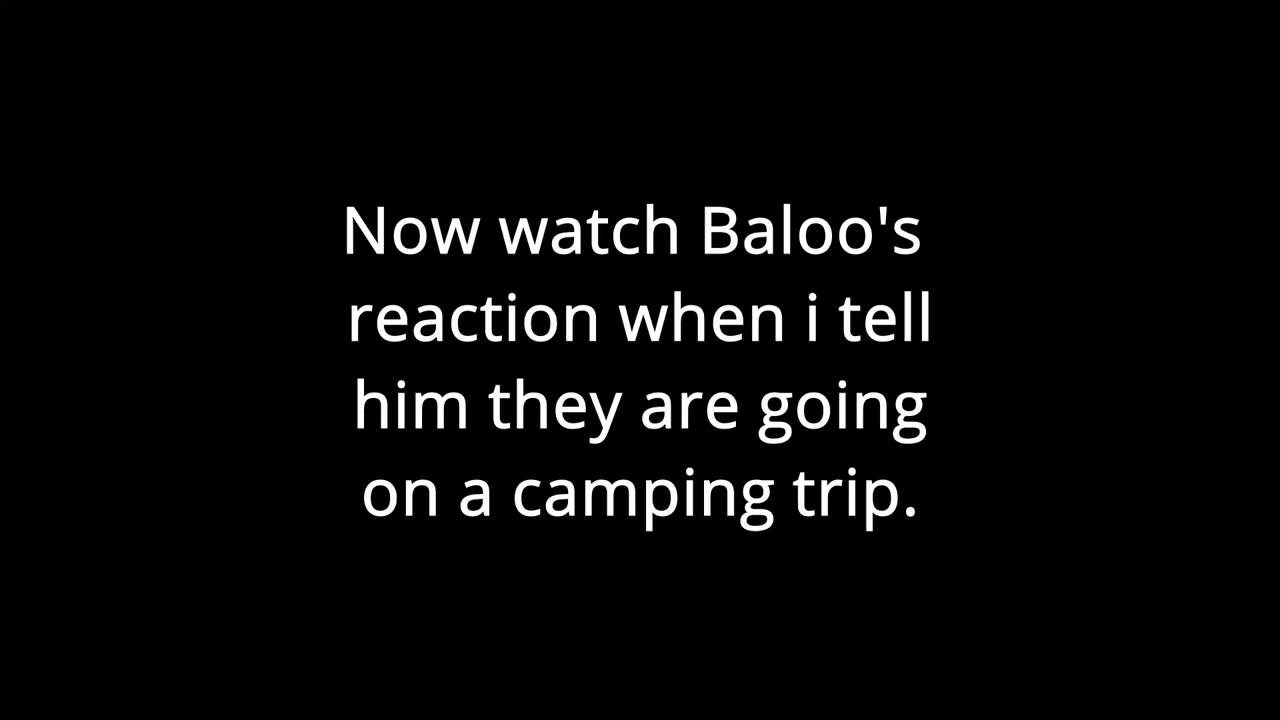 Now watch Baloo's
reaction when i tell
him they are going
on a camping trip.